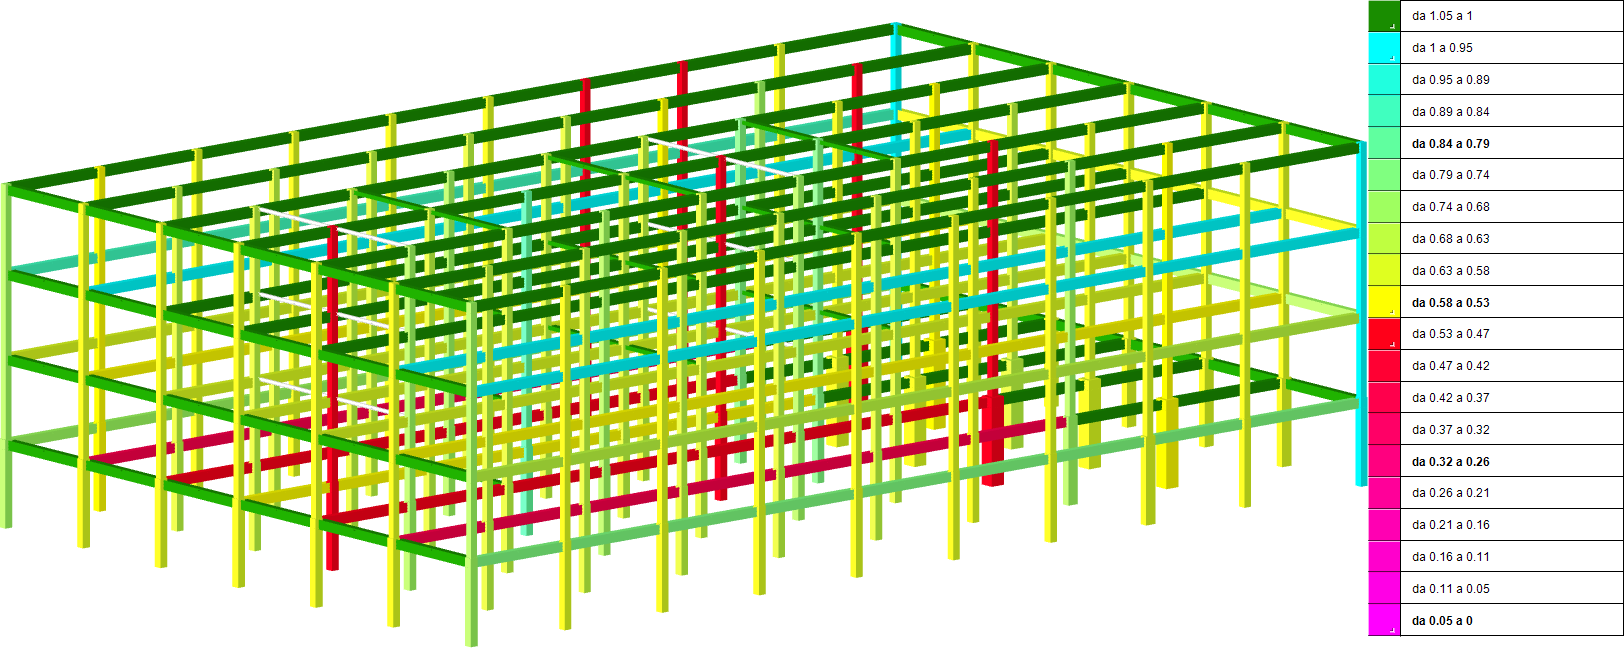 da 1.05 a 1
da 1 a 0.95
da 0.95 a 0.89
da 0.89 a 0.84
da 0.84 a 0.79
da 0.79 a 0.74
da 0.74 a 0.68
da 0.68 a 0.63
da 0.63 a 0.58
da 0.58 a 0.53
da 0.53 a 0.47
da 0.47 a 0.42
da 0.42 a 0.37
da 0.37 a 0.32
da 0.32 a 0.26
da 0.26 a 0.21
da 0.21 a 0.16
da 0.16 a 0.11
da 0.11 a 0.05
da 0.05 a 0